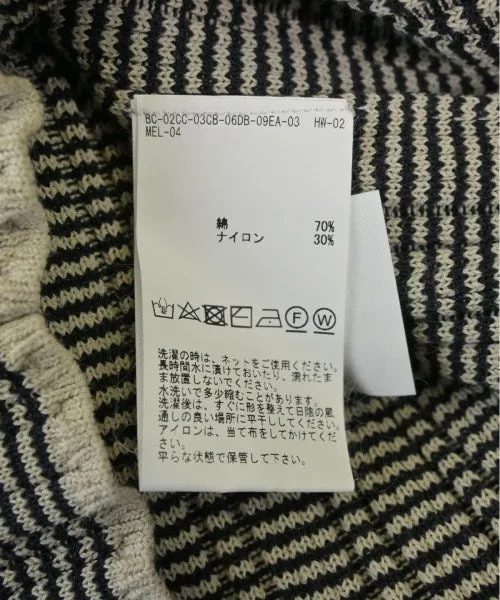 BC-02CC-03CB-06DB-09EA-03 HW-02
MEL-04
綿 70%
ナイロン 30%
F W
洗濯の時は、ネットをご使用ください。
長時間水に漬けておいたり、濡れたま
ま放置しないでください。
水洗いで多少縮むことがあります。
洗濯後は、すぐに形を整えて日陰の風
通しの良い場所に平干ししてください。
アイロンは、当て布をしてかけてくだ
さい。
平らな状態で保管して下さい。